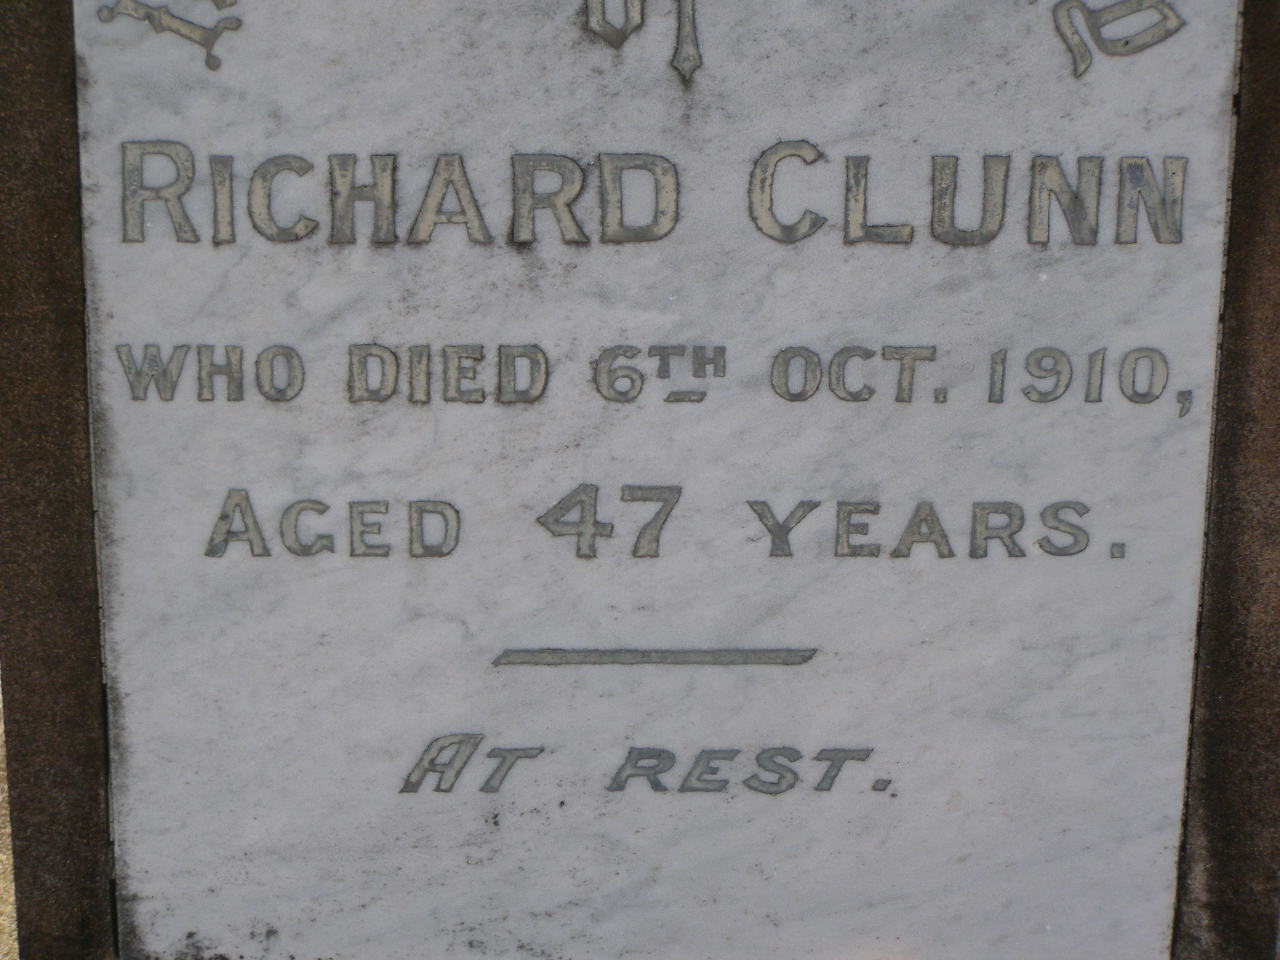 RICHARD CLUNN
WHO DIED 6TH OCT. 1910,
AGED 47 YEARS.
AT REST.